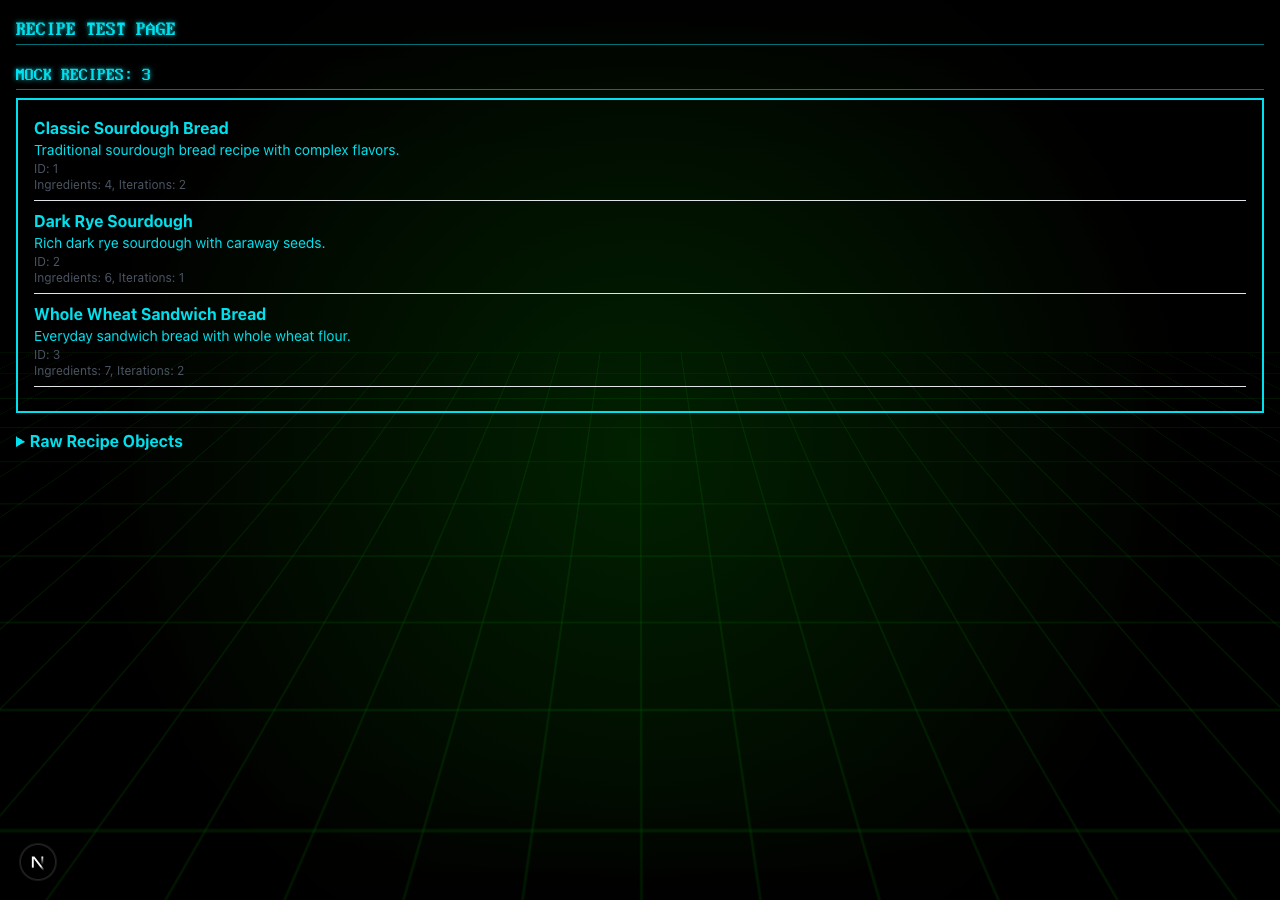 RECIPE TEST PAGE
MOCK RECIPES: 3
Classic Sourdough Bread
Traditional sourdough bread recipe with complex flavors.
ID: 1
Ingredients: 4, Iterations: 2
Dark Rye Sourdough
Rich dark rye sourdough with caraway seeds.
ID: 2
Ingredients: 6, Iterations: 1
Whole Wheat Sandwich Bread
Everyday sandwich bread with whole wheat flour.
ID: 3
Ingredients: 7, Iterations: 2
Raw Recipe Objects
N